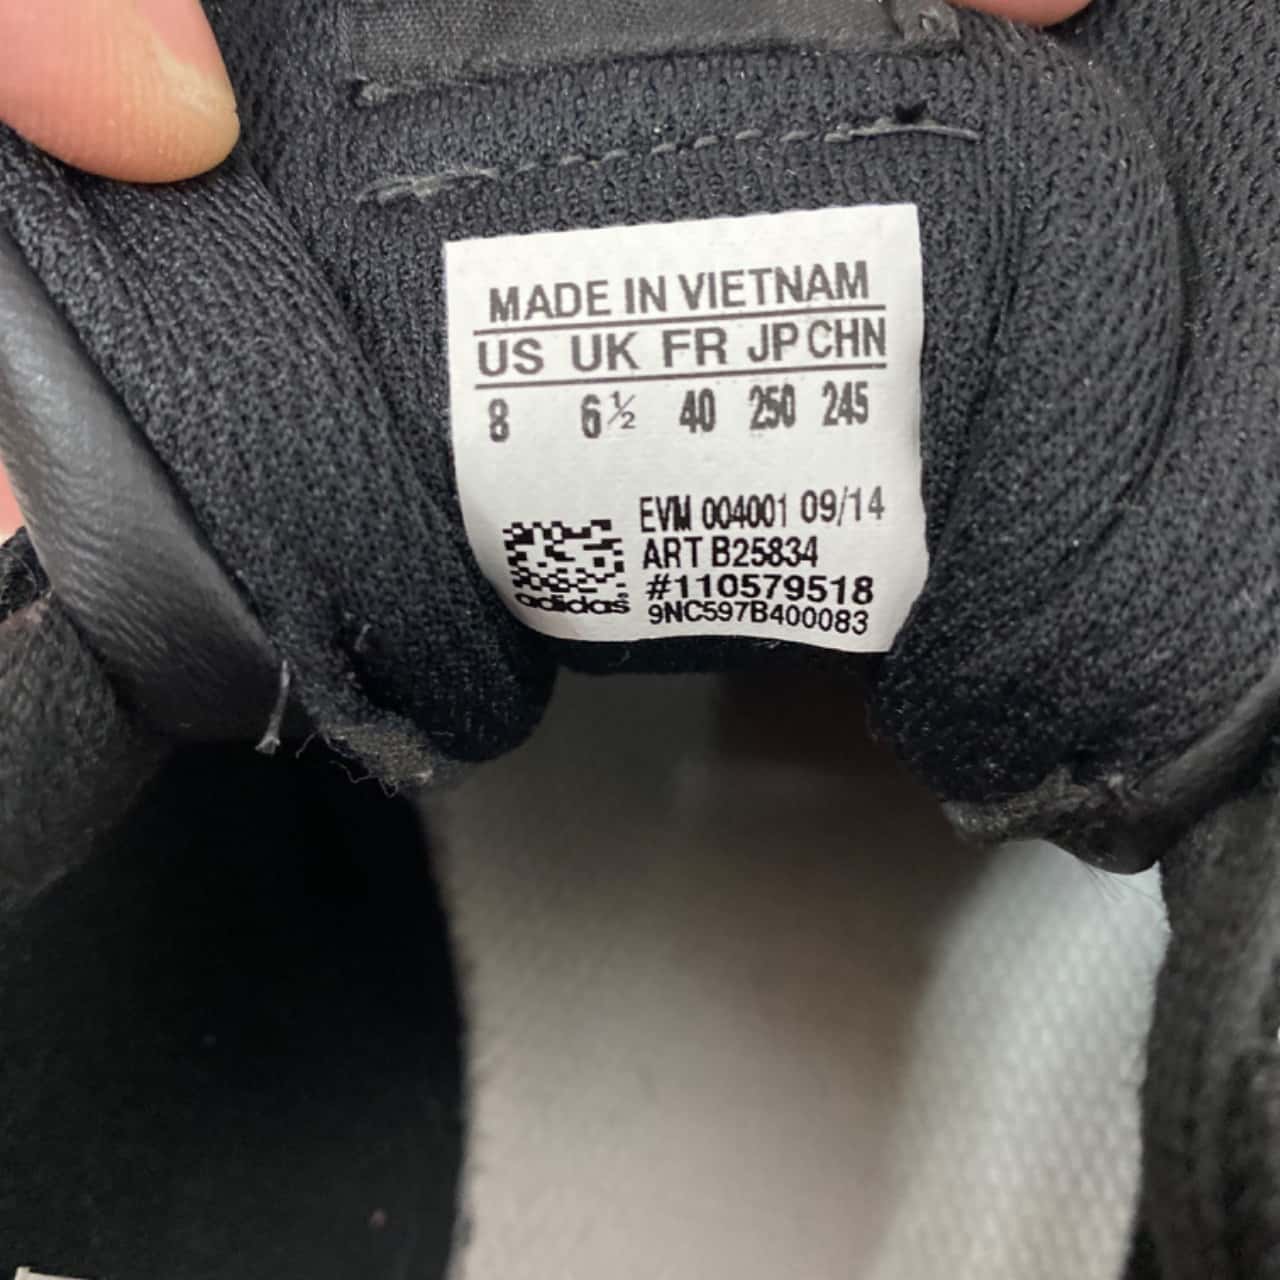 MADE IN VIETNAM
US UK FR JP CHN
8 6½ 40 250 245
EVM 004001 09/14
ART B25834
#110579518
adidas 9NC597B400083